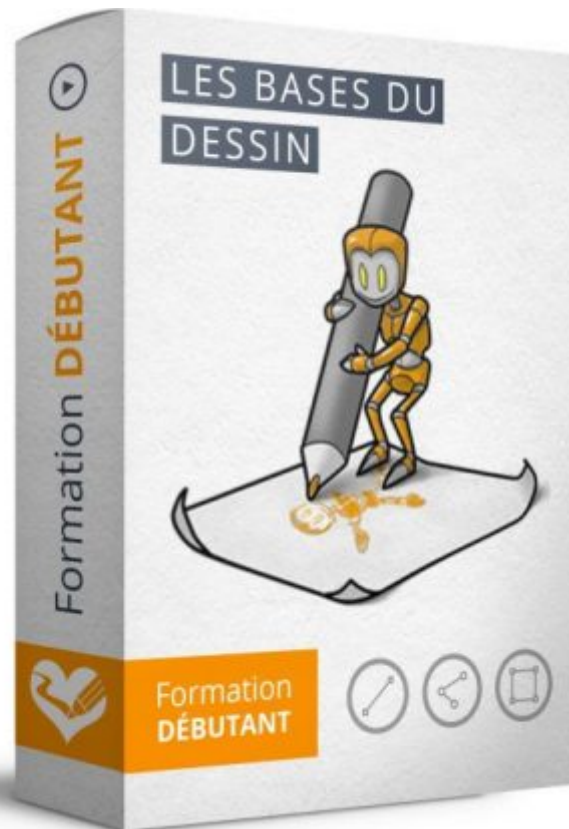 Formation DÉBUTANT
LES BASES DU
DESSIN
Formation
DÉBUTANT